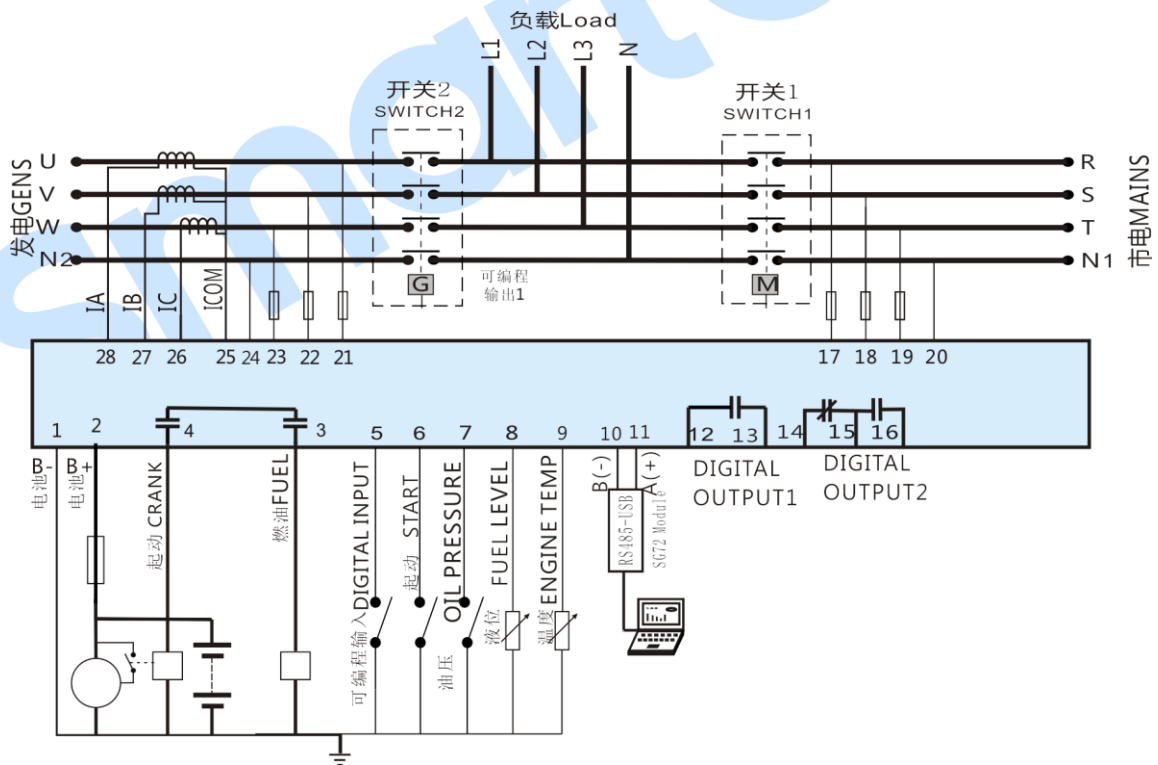 smart
负载Load
L1
L2
L3
N
开关2
SWITCH2
开关1
SWITCH1
发电GENS
U
V
W
N2
R
S
T
N1
市电MAINS
G
可编程
输出1
M
IA
IB
IC
ICOM
28
27
26
25
24
23
22
21
17
18
19
20
1
2
4
3
5
6
7
8
9
10
11
12
13
14
15
16
B-
电池
B+
电池
起动 CRANK
燃油FUEL
可编程输入DIGITAL INPUT
起动 START
油压 OIL PRESSURE
液位 FUEL LEVEL
温度 ENGINE TEMP
B(-)
A(+)
RS485-USB
SG72 Module
DIGITAL
OUTPUT1
DIGITAL
OUTPUT2